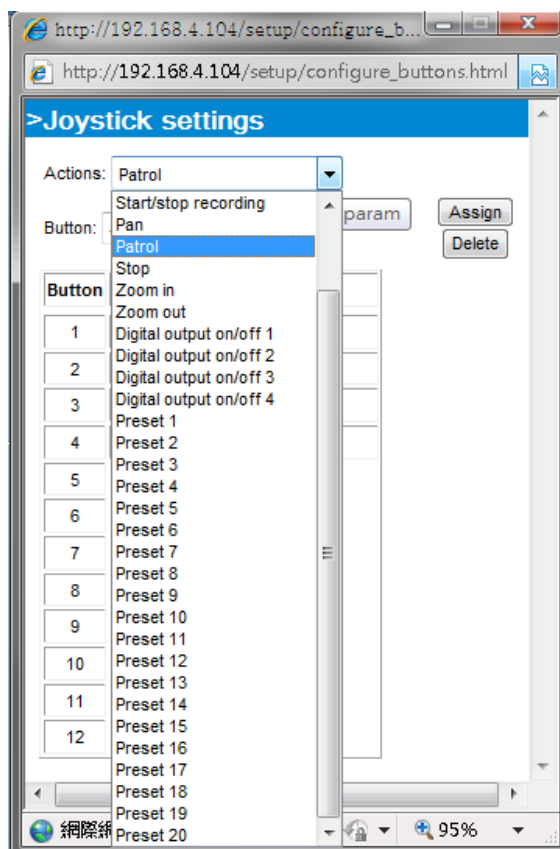 http://192.168.4.104/setup/configure_b...
http://192.168.4.104/setup/configure_buttons.html
>Joystick settings
Actions: Patrol
Button:
param
Assign
Delete
Start/stop recording
Pan
Patrol
Stop
Zoom in
Zoom out
Digital output on/off 1
Digital output on/off 2
Digital output on/off 3
Digital output on/off 4
Preset 1
Preset 2
Preset 3
Preset 4
Preset 5
Preset 6
Preset 7
Preset 8
Preset 9
Preset 10
Preset 11
Preset 12
Preset 13
Preset 14
Preset 15
Preset 16
Preset 17
Preset 18
Preset 19
Preset 20
Button
1
2
3
4
5
6
7
8
9
10
11
12
網際
95%